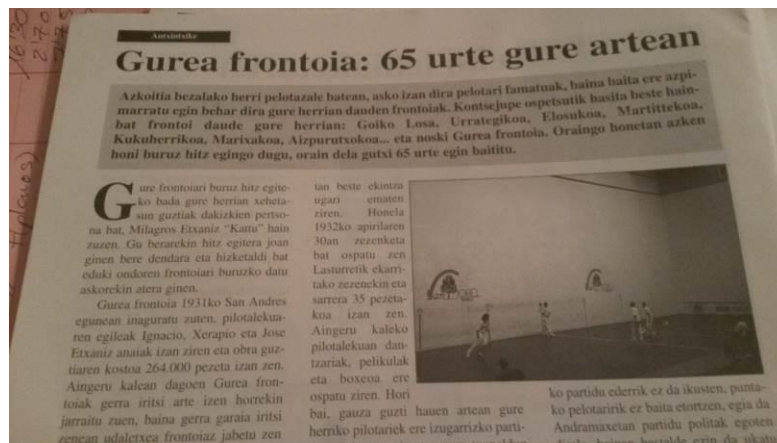 16'30
2'70
Antxintxike
Gurea frontoia: 65 urte gure artean
Azkoitia bezalako herri pelotazale batean, asko izan dira pelotari famatuak, baina baita ere azpi-
marratu egin behar dira gure herrian dauden frontoiak. Kontsejupe ospetsutik hasita beste hain-
bat frontoi daude gure herrian: Goiko Losa, Urrategikoa, Elosukoa, Martittekoa,
Kukuherrikoa, Marixakoa, Aizpurutxokoa... eta noski Gurea frontoia. Oraingo honetan azken
honi buruz hitz egingo dugu, orain dela gutxi 65 urte egin baititu.
Gure frontoiari buruz hitz egite-
ko bada gure herrian xeheta-
sun guztiak dakizkien pertso-
na bat, Milagros Etxaniz "Kattu" hain
zuzen. Gu berarekin hitz egitera joan
ginen bere dendara eta bizketaldi bat
eduki ondoren frontoiari buruzko datu
askorekin atera ginen.
Gurea frontoia 1931ko San Andres
egunean inaguratu zuten, pilotalekua-
ren egileak Ignacio, Xerapio eta Jose
Etxaniz anaiak izan ziren eta obra guz-
tiaren kostoa 264.000 pezeta izan zen.
Aingeru kalean dagoen Gurea fron-
toiak gerra iritsi arte izen horrekin
jarraitu zuen, baina gerra garaia iritsi
zenean udaletxea frontoiaz jabetu zen
tan beste ekintza
ugari ematen
ziren. Honela
1932ko apirilaren
30an zezenketa
bat ospatu zen
Lasturretik ekarri-
tako zezenekin eta
sarrera 35 pezeta-
koa izan zen.
Aingeru kaleko
pilotalekuan dan-
tzariak, pelikulak
eta boxeoa ere
ospatu ziren. Hori
bai, gauza guzti hauen artean gure
herriko pilotariek ere izugarrizko parti-
ko partidu ederrik ez da ikusten, punta-
ko pelotaririk ez baita etortzen, egia da
Andramaxetan partidu politak egoten